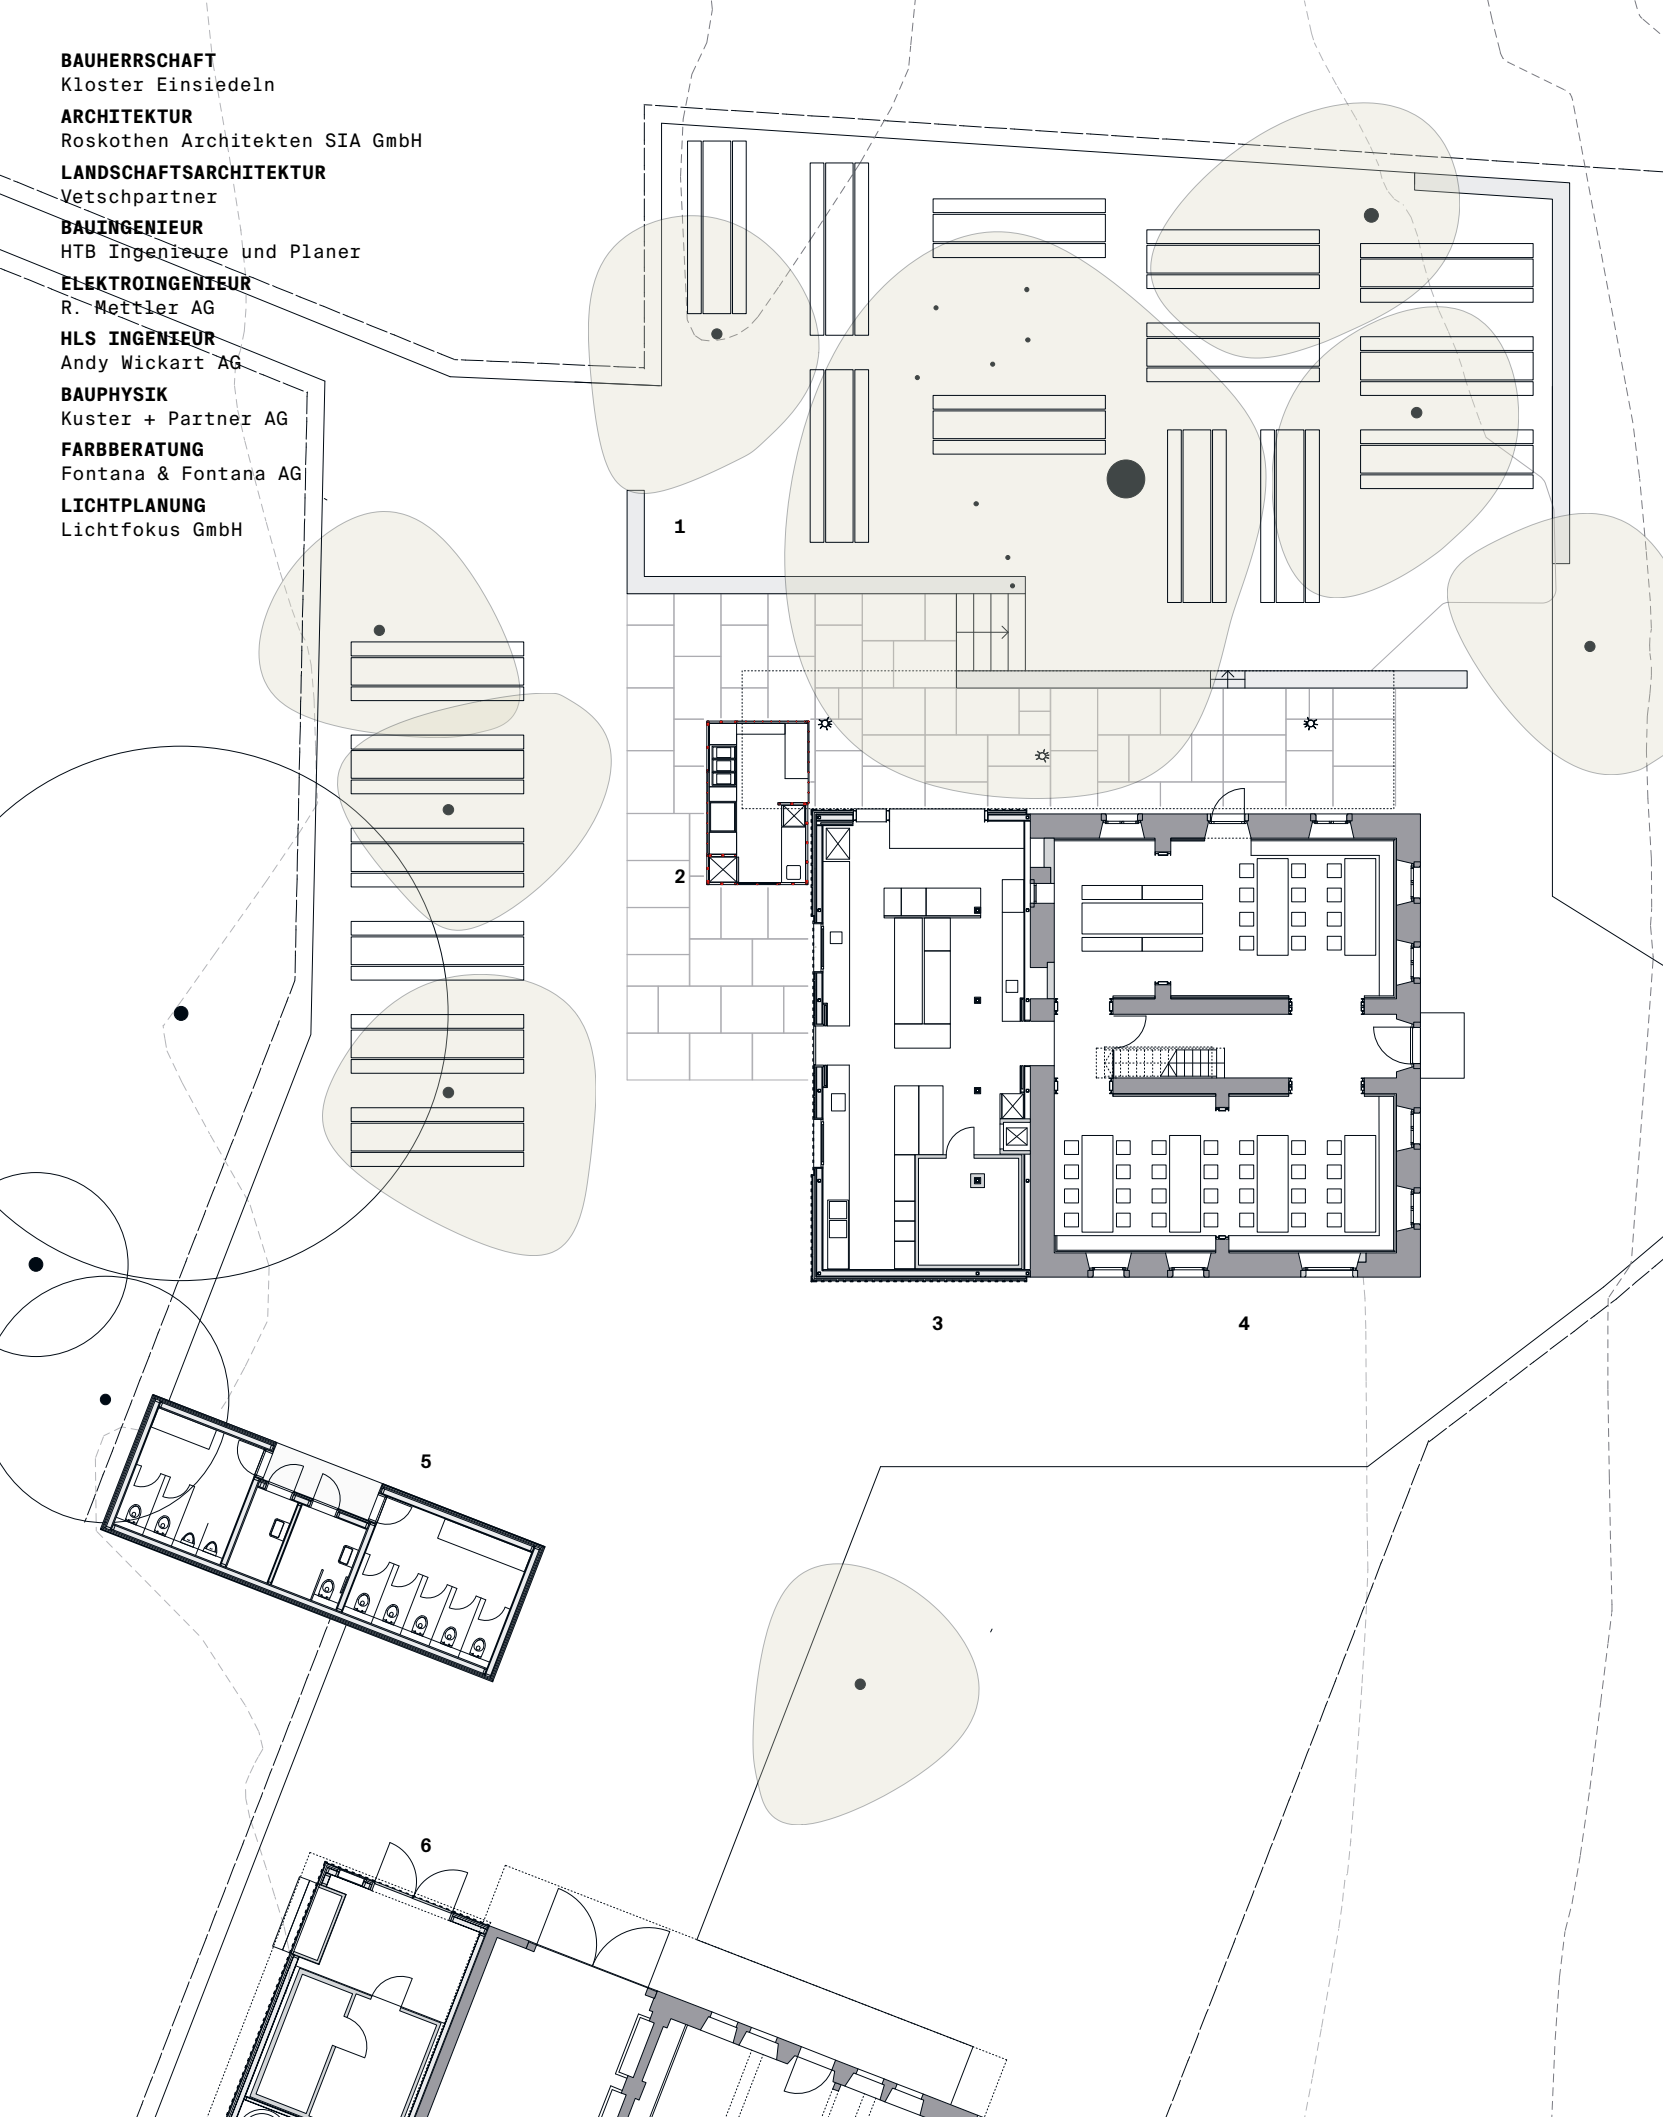 BAUHERRSCHAFT
Kloster Einsiedeln
ARCHITEKTUR
Roskothen Architekten SIA GmbH
LANDSCHAFTSARCHITEKTUR
Vetschpartner
BAUINGENIEUR
HTB Ingenieure und Planer
ELEKTROINGENIEUR
R. Mettler AG
HLS INGENIEUR
Andy Wickart AG
BAUPHYSIK
Kuster + Partner AG
FARBBERATUNG
Fontana & Fontana AG
LICHTPLANUNG
Lichtfokus GmbH
1
2
3
4
5
6